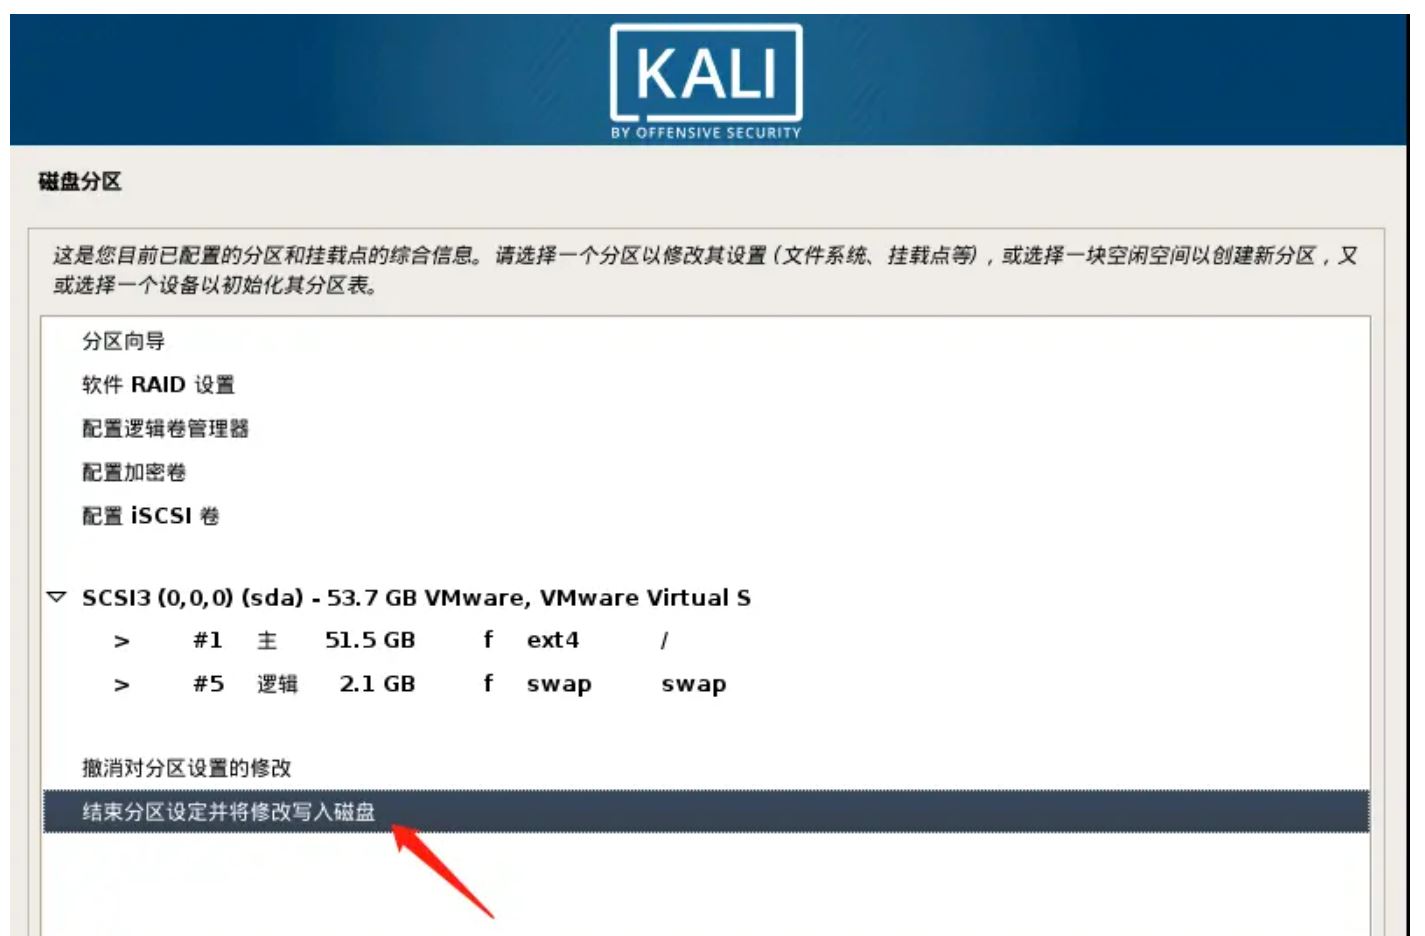 KALI
BY OFFENSIVE SECURITY
磁盘分区
这是您目前已配置的分区和挂载点的综合信息。请选择一个分区以修改其设置(文件系统、挂载点等),或选择一块空闲空间以创建新分区,又
或选择一个设备以初始化其分区表。
分区向导
软件 RAID 设置
配置逻辑卷管理器
配置加密卷
配置 iSCSI 卷
SCSI3 (0,0,0) (sda) - 53.7 GB VMware, VMware Virtual S
> #1 主 51.5 GB f ext4 /
> #5 逻辑 2.1 GB f swap swap
撤消对分区设置的修改
结束分区设定并将修改写入磁盘